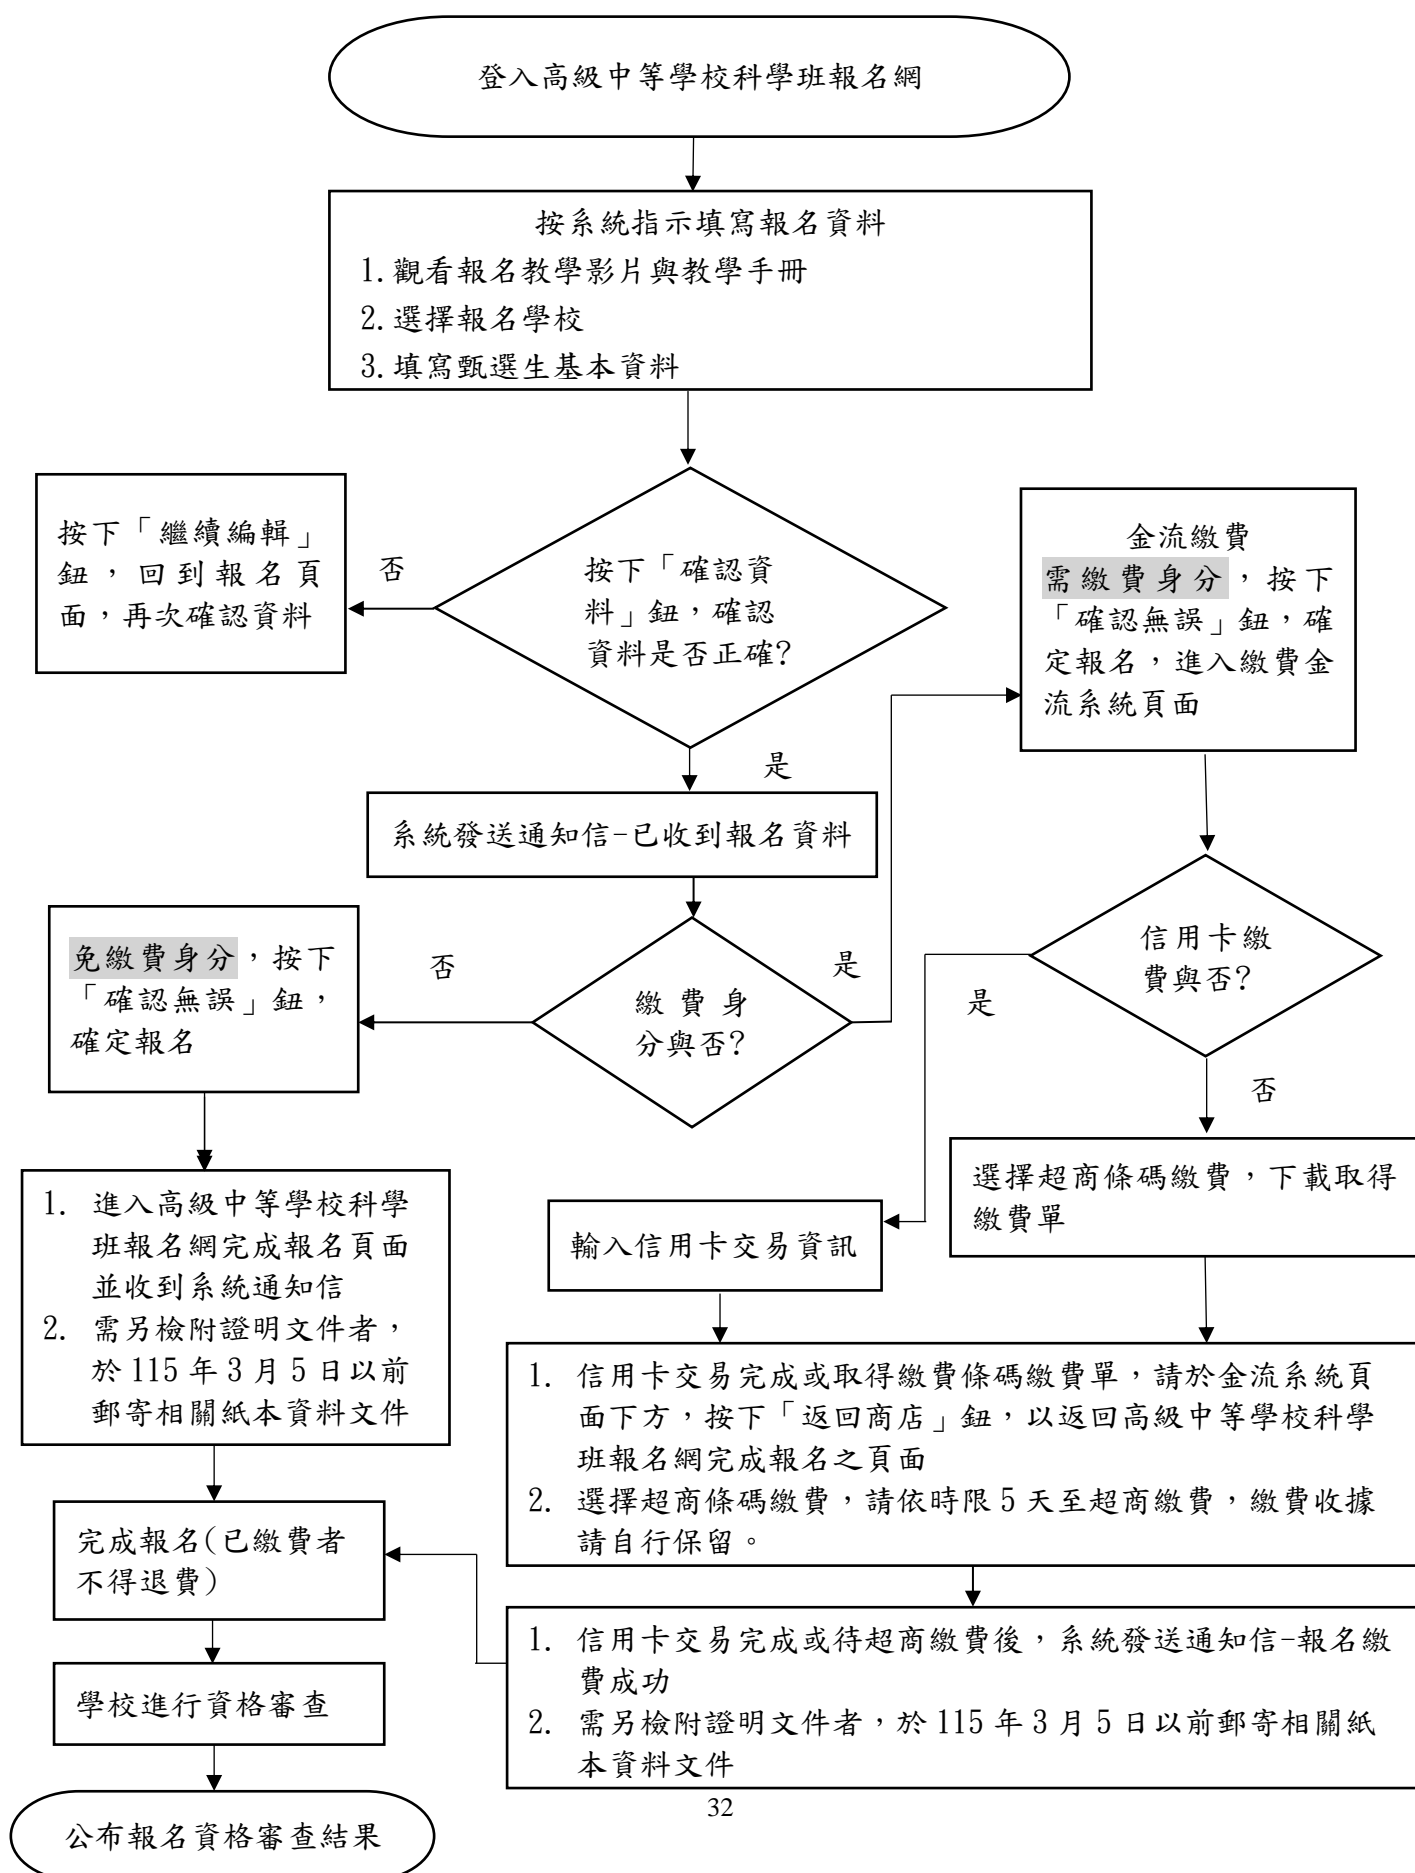 登入高級中等學校科學班報名網
按系統指示填寫報名資料
1.觀看報名教學影片與教學手冊
2.選擇報名學校
3.填寫甄選生基本資料
按下「確認資
料」鈕，確認
資料是否正確?
否
按下「繼續編輯」
鈕，回到報名頁
面，再次確認資料
是
系統發送通知信-已收到報名資料
繳費身
分與否?
否
免繳費身分，按下
「確認無誤」鈕，
確定報名
1. 進入高級中等學校科學
班報名網完成報名頁面
並收到系統通知信
2. 需另檢附證明文件者，
於 115 年 3 月 5 日以前
郵寄相關紙本資料文件
是
金流繳費
需繳費身分，按下
「確認無誤」鈕，確
定報名，進入繳費金
流系統頁面
信用卡繳
費與否?
是
輸入信用卡交易資訊
否
選擇超商條碼繳費，下載取得
繳費單
1. 信用卡交易完成或取得繳費條碼繳費單，請於金流系統頁
面下方，按下「返回商店」鈕，以返回高級中等學校科學
班報名網完成報名之頁面
2. 選擇超商條碼繳費，請依時限 5 天至超商繳費，繳費收據
請自行保留。
1. 信用卡交易完成或待超商繳費後，系統發送通知信-報名繳
費成功
2. 需另檢附證明文件者，於 115 年 3 月 5 日以前郵寄相關紙
本資料文件
完成報名(已繳費者
不得退費)
學校進行資格審查
公布報名資格審查結果
32